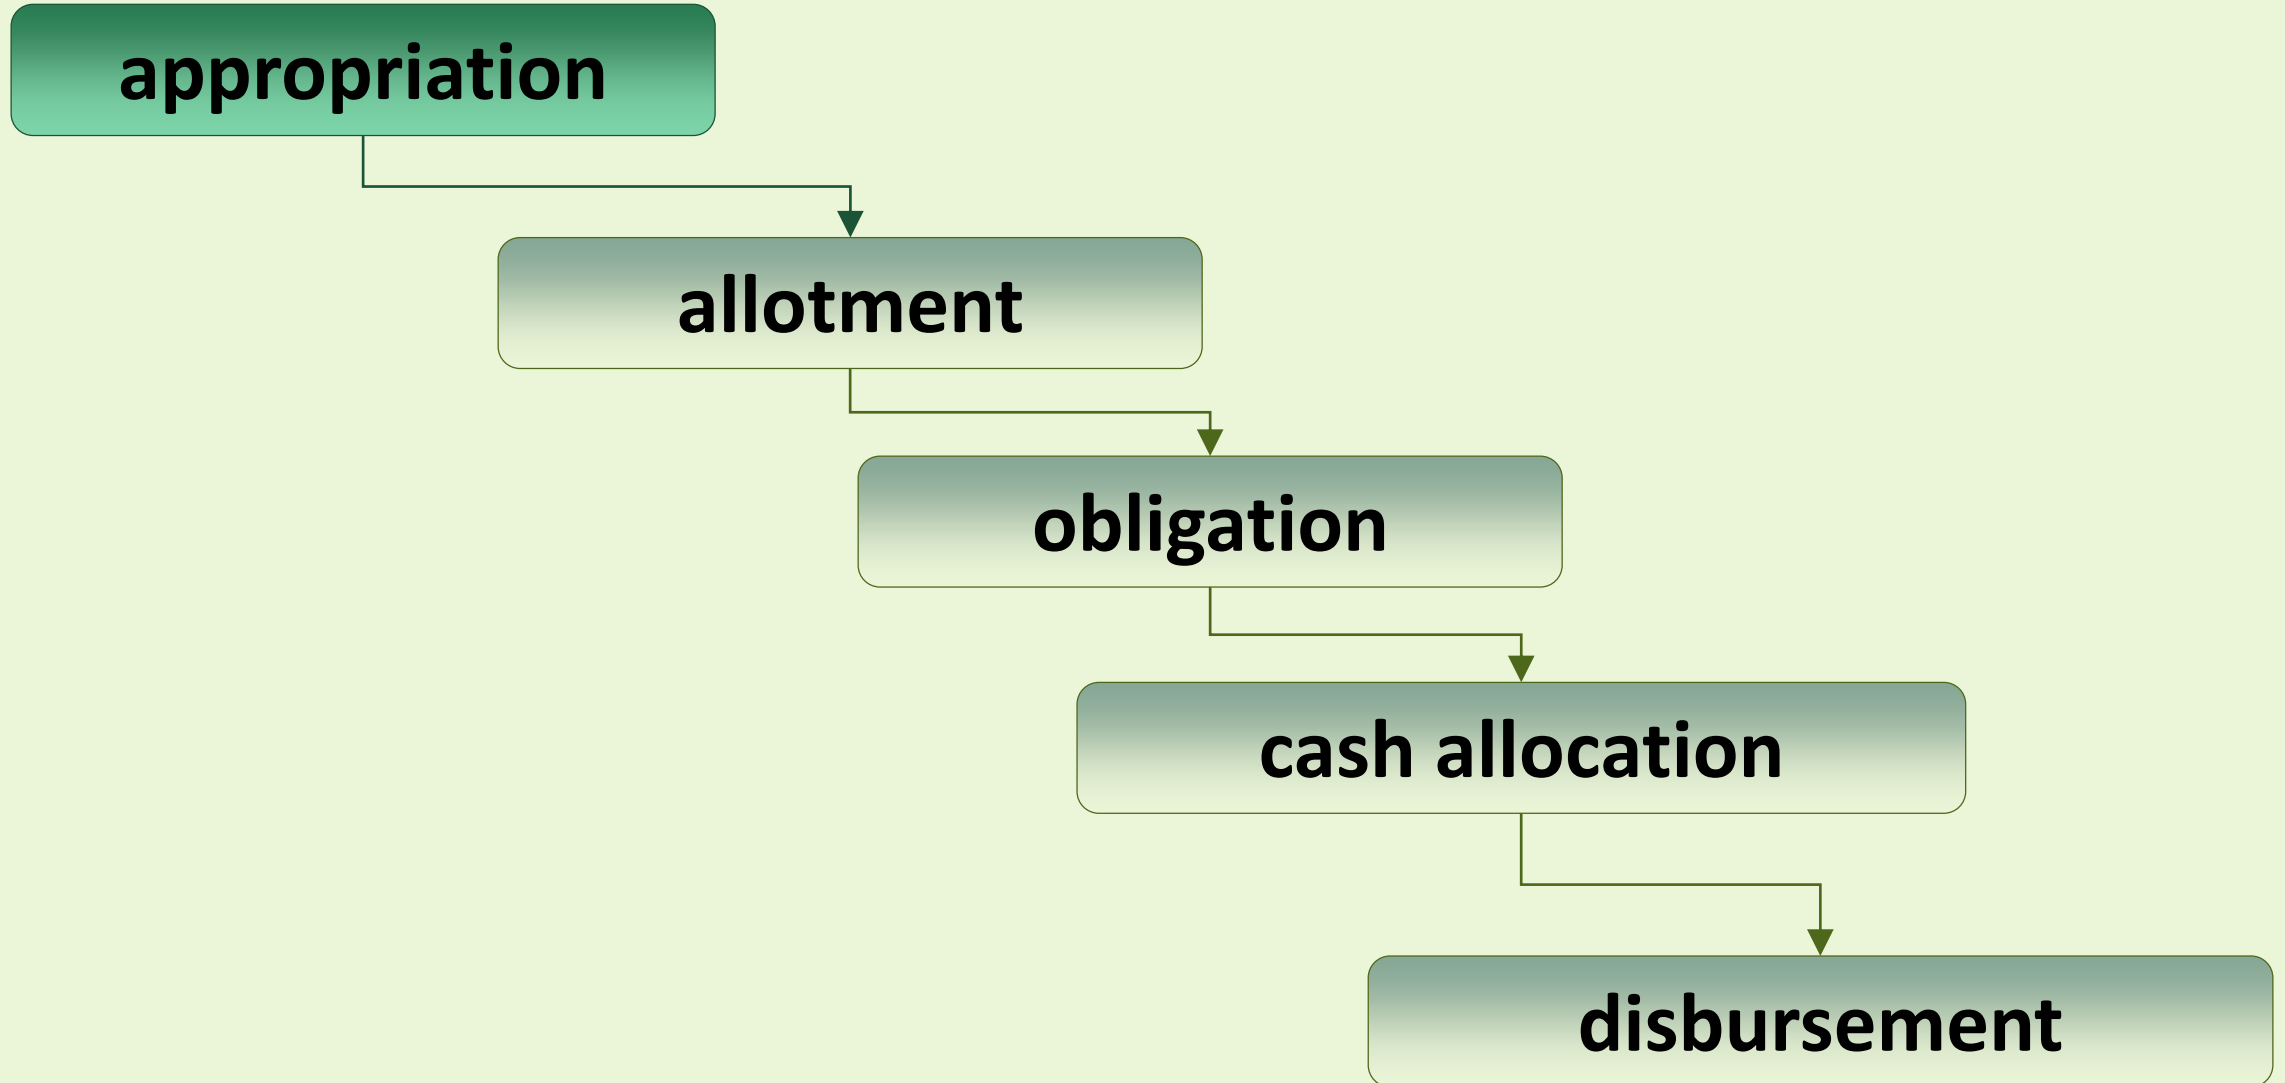 appropriation
allotment
obligation
cash allocation
disbursement